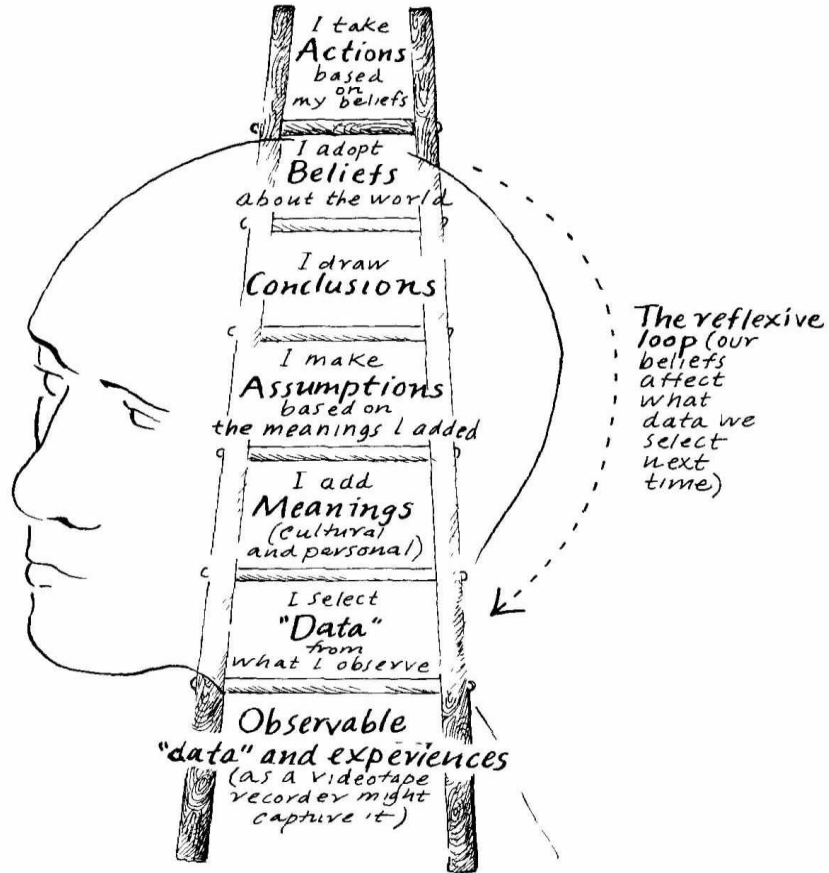 I take
Actions
based
on
my beliefs
I adopt
Beliefs
about the world
I draw
Conclusions
I make
Assumptions
based on
the meanings I added
I add
Meanings
(cultural
and personal)
I select
"Data"
from
what I observe
Observable
"data" and experiences
(as a videotape
recorder might
capture it)
The reflexive
loop (our
beliefs
affect
what
data we
select
next
time)